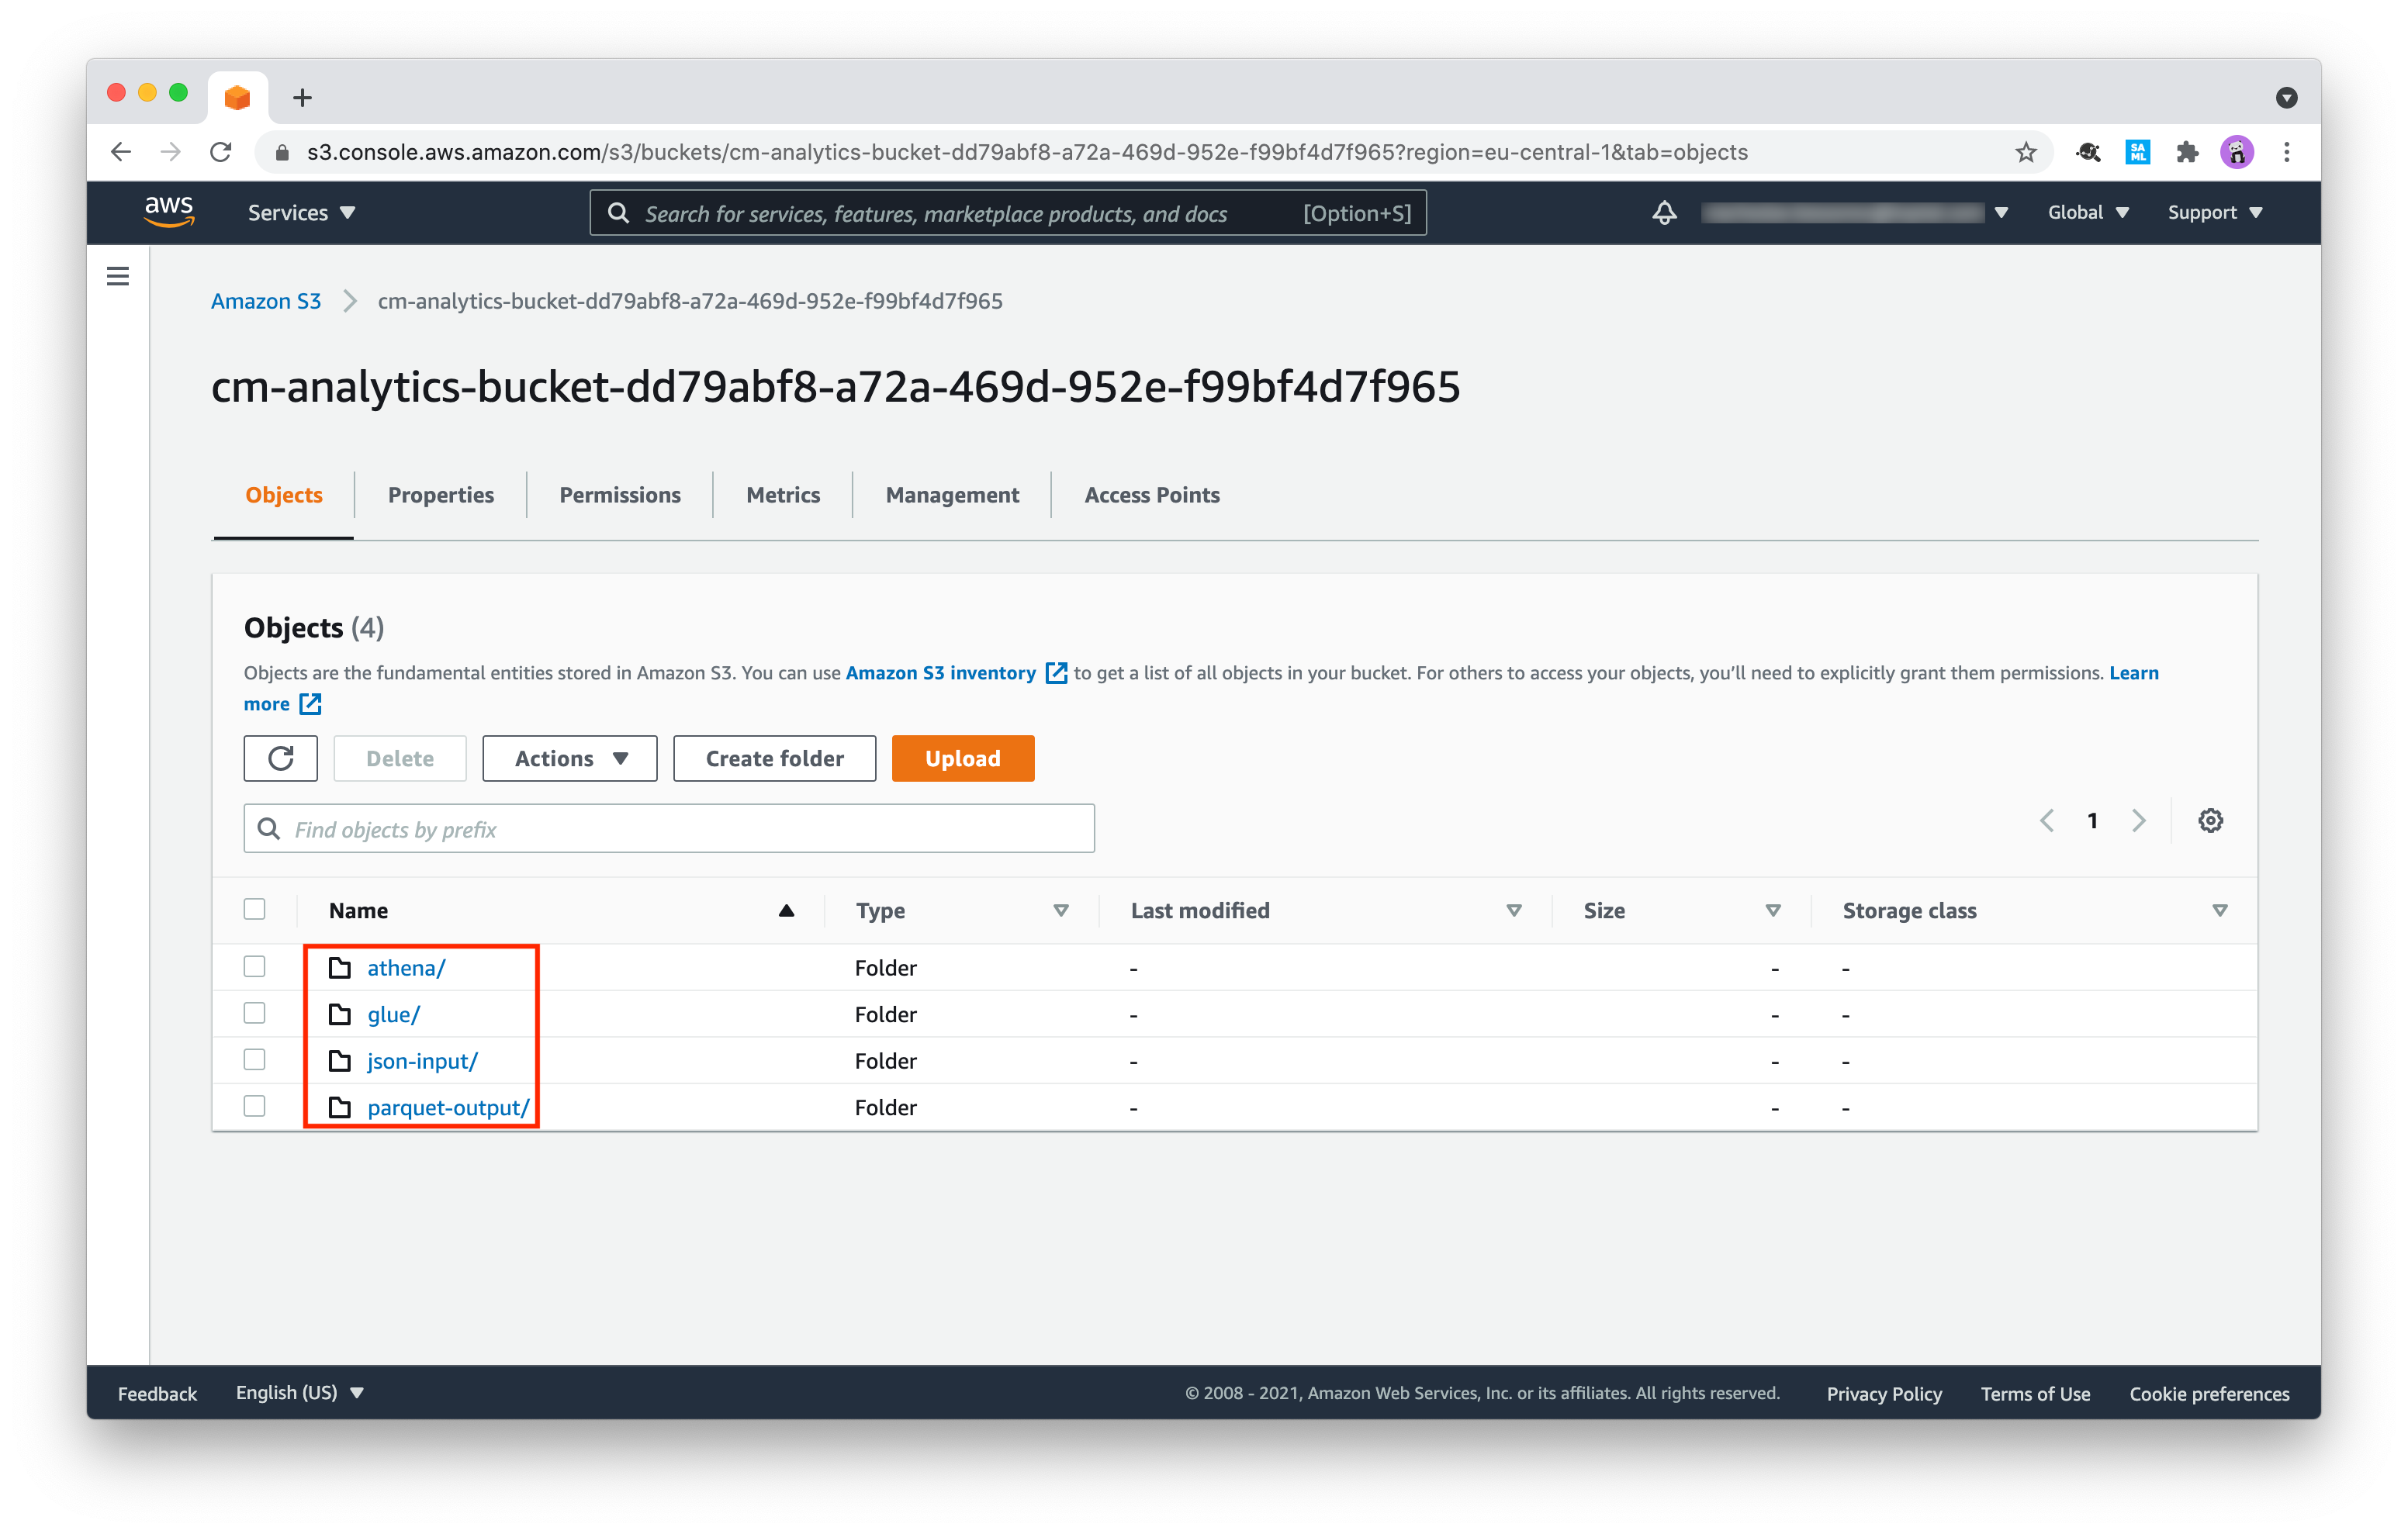 s3.console.aws.amazon.com/s3/buckets/cm-analytics-bucket-dd79abf8-a72a-469d-952e-f99bf4d7f965?region=eu-central-1&tab=objects
SA
ML
aws
Services
Search for services, features, marketplace products, and docs
[Option+S]
Global
Support
Amazon S3
cm-analytics-bucket-dd79abf8-a72a-469d-952e-f99bf4d7f965
cm-analytics-bucket-dd79abf8-a72a-469d-952e-f99bf4d7f965
Objects
Properties
Permissions
Metrics
Management
Access Points
Objects (4)
Objects are the fundamental entities stored in Amazon S3. You can use Amazon S3 inventory to get a list of all objects in your bucket. For others to access your objects, you’ll need to explicitly grant them permissions. Learn
more
Delete
Actions
Create folder
Upload
Find objects by prefix
1
Name Type Last modified Size Storage class
athena/ Folder - - -
glue/ Folder - - -
json-input/ Folder - - -
parquet-output/ Folder - - -
Feedback
English (US)
© 2008 - 2021, Amazon Web Services, Inc. or its affiliates. All rights reserved.
Privacy Policy
Terms of Use
Cookie preferences